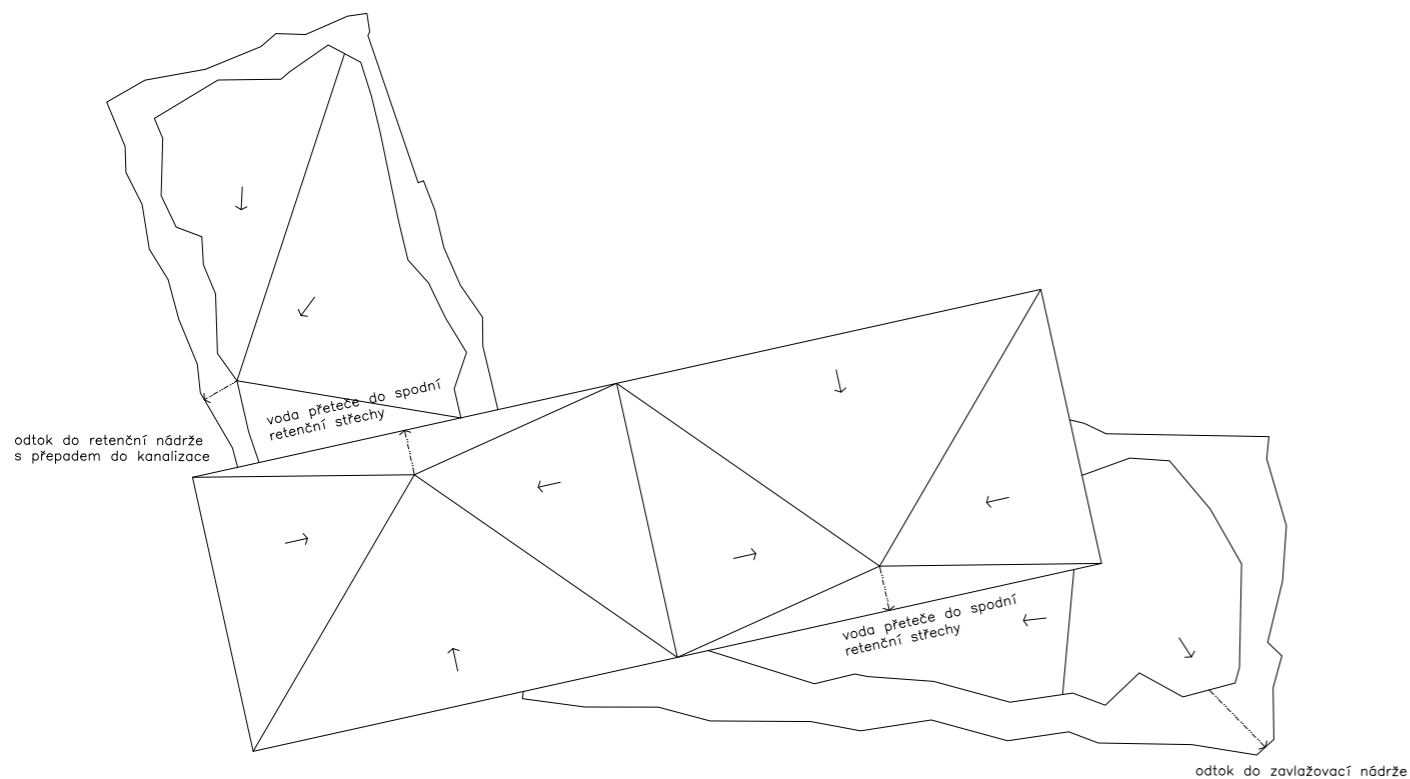 voda přeteče do spodní
retenční střechy
odtok do retenční nádrže
s přepadem do kanalizace
voda přeteče do spodní
retenční střechy
odtok do zavlažovací nádrže